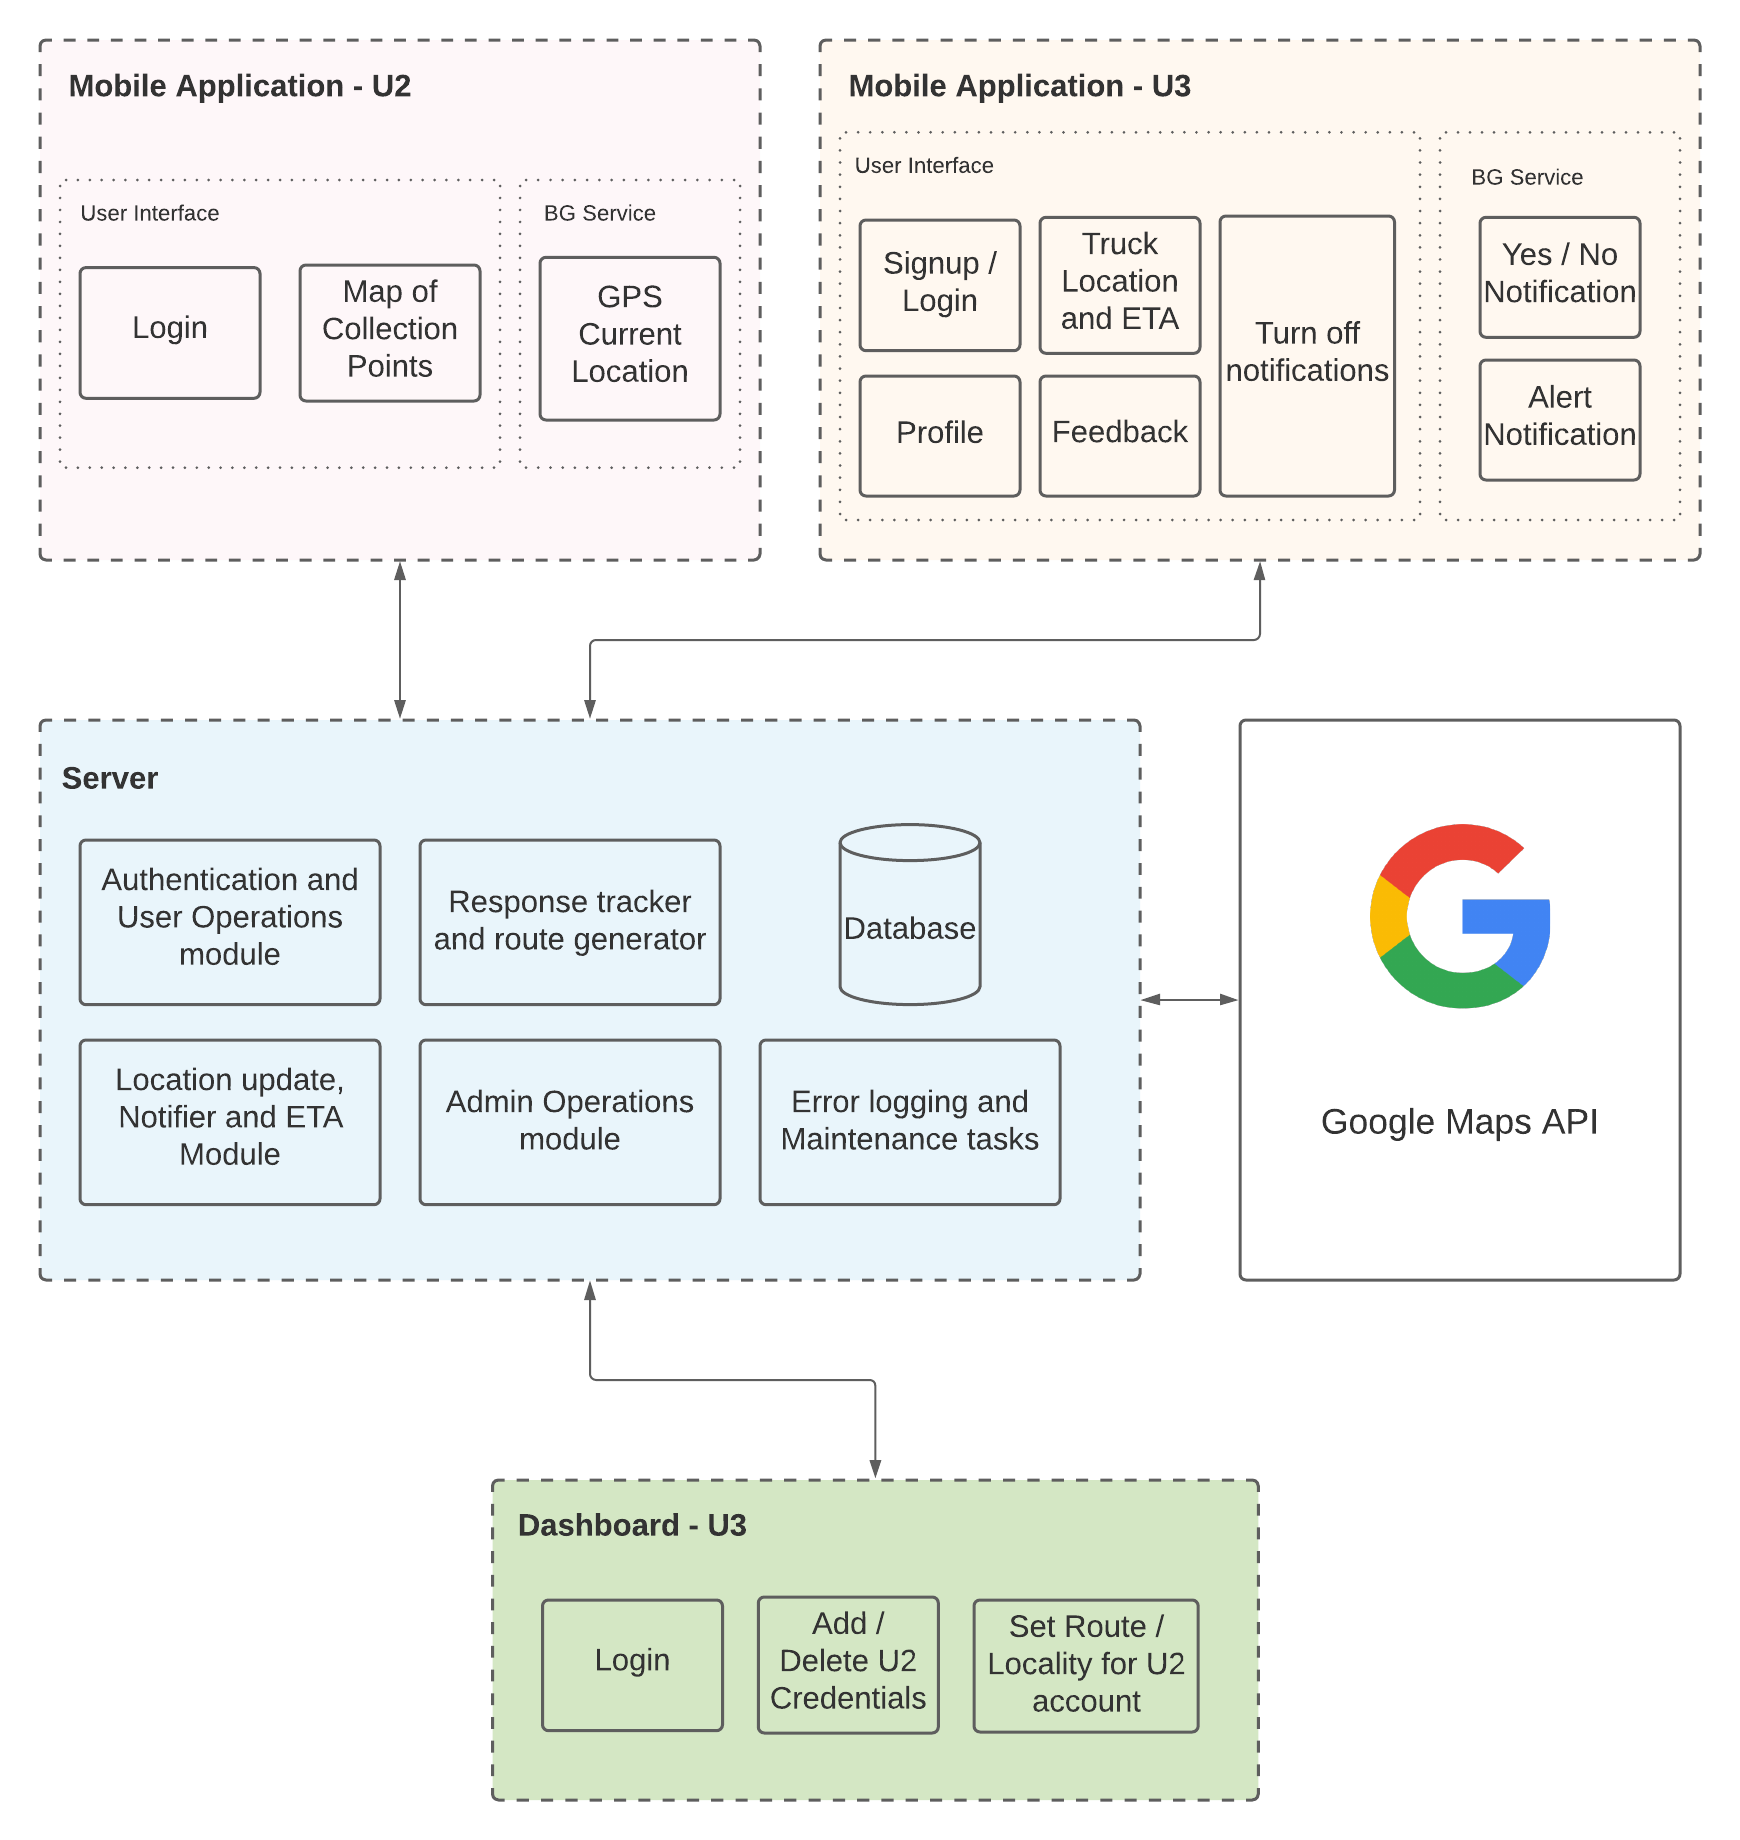 Mobile Application - U2
User Interface
Login
Map of
Collection
Points
BG Service
GPS
Current
Location
Mobile Application - U3
User Interface
Signup /
Login
Truck
Location
and ETA
Turn off
notifications
Profile
Feedback
BG Service
Yes / No
Notification
Alert
Notification
Server
Authentication and
User Operations
module
Response tracker
and route generator
Database
Location update,
Notifier and ETA
Module
Admin Operations
module
Error logging and
Maintenance tasks
Google Maps API
Dashboard - U3
Login
Add /
Delete U2
Credentials
Set Route /
Locality for U2
account